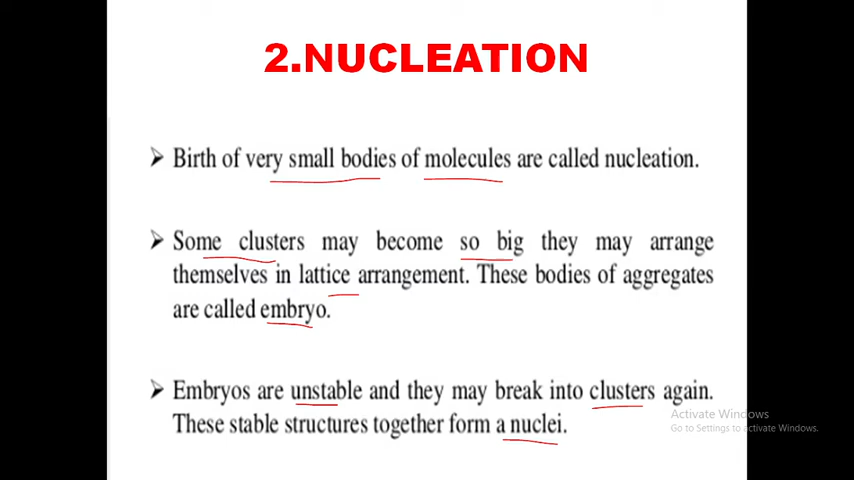 2.NUCLEATION
➢ Birth of very small bodies of molecules are called nucleation.
➢ Some clusters may become so big they may arrange
themselves in lattice arrangement. These bodies of aggregates
are called embryo.
➢ Embryos are unstable and they may break into clusters again.
These stable structures together form a nuclei.
Activate Windows
Go to Settings to activate Windows.